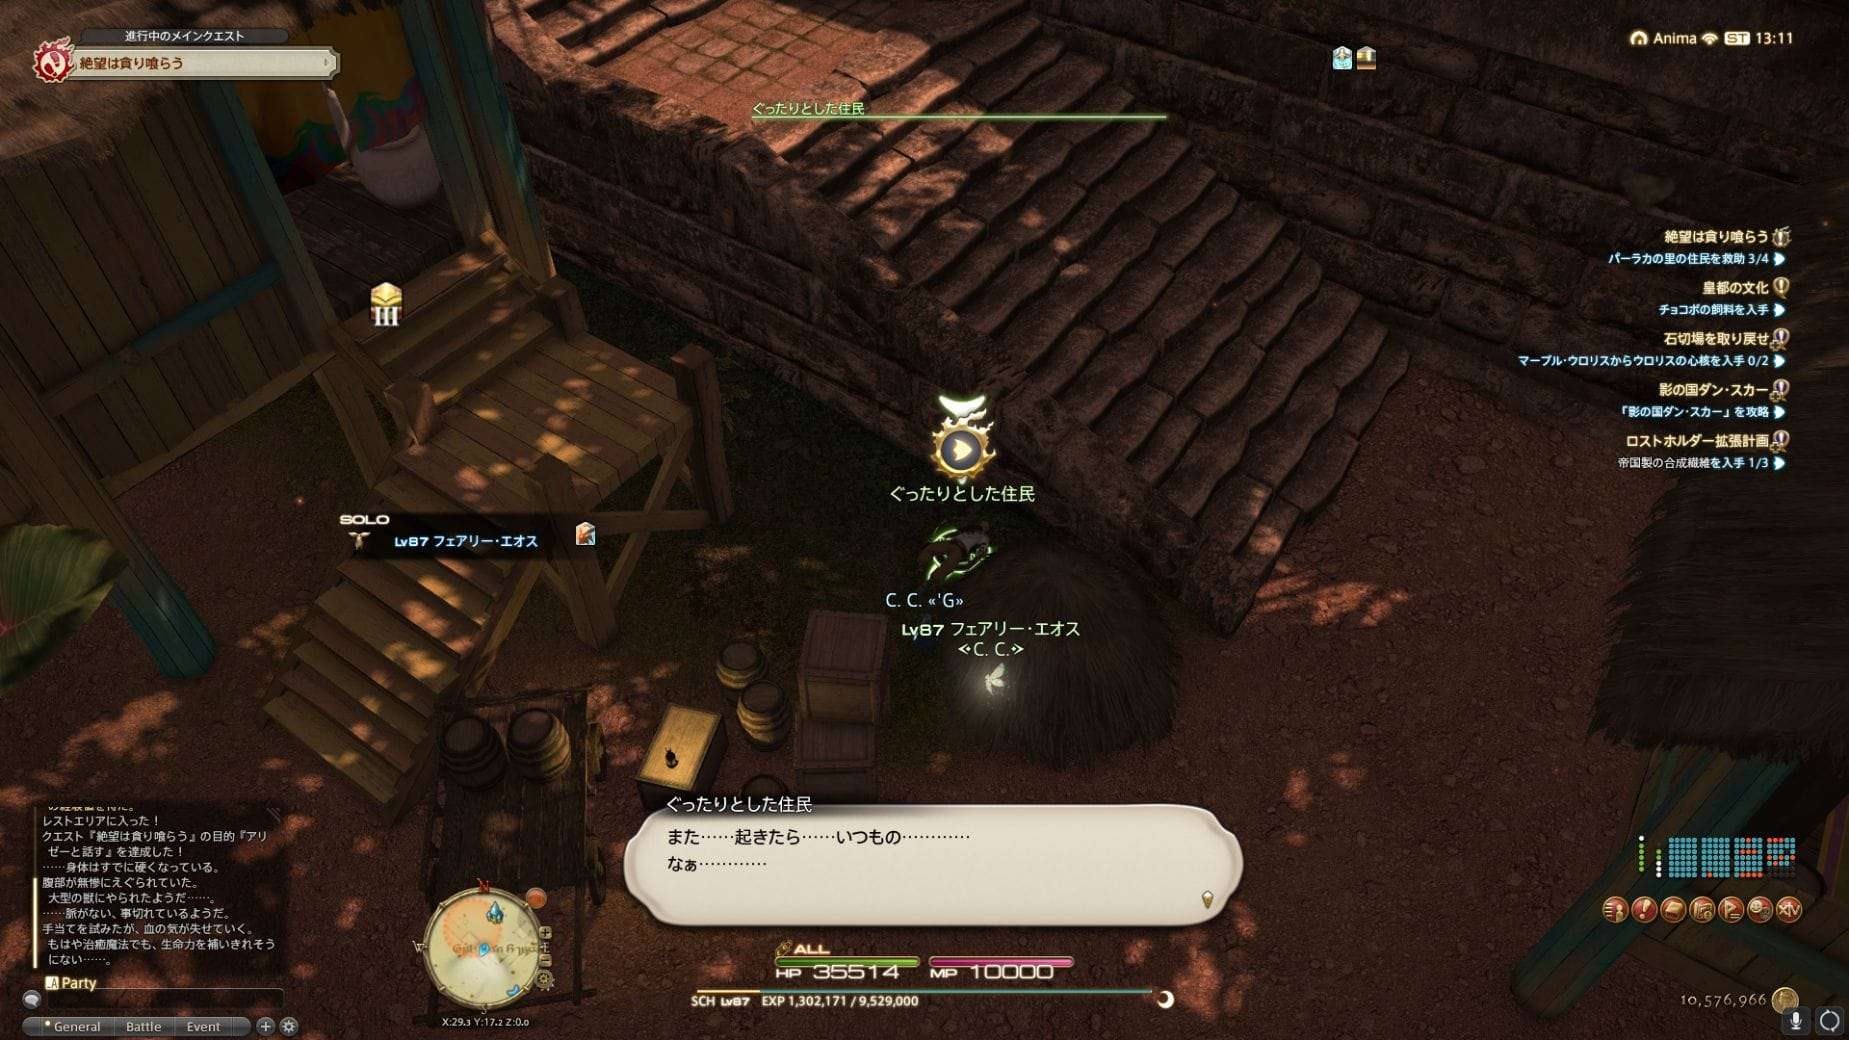 進行中のメインクエスト
絶望は貪り喰らう
Anima ST 13:11
ぐったりとした住民
絶望は貪り喰らう
パーラカの里の住民を救助 3/4
皇都の文化
チョコボの飼料を入手
石切場を取り戻せ
マーブル・ウロリスからウロリスの心核を入手 0/2
影の国ダン・スカー
「影の国ダン・スカー」を攻略
ロストホルダー拡張計画
帝国製の合成繊維を入手 1/3
III
ぐったりとした住民
SOLO
Lv87 フェアリー・エオス
C. C. «'G»
Lv87 フェアリー・エオス
C. C.
ぐったりとした住民
また……起きたら……いつもの…………
なぁ…………
の経験値を得た。
レストエリアに入った！
クエスト『絶望は貪り喰らう』の目的『アリ
ゼーと話す』を達成した！
……身体はすでに硬くなっている。
腹部が無惨にえぐられていた。
大型の獣にやられたようだ……。
……脈がない、事切れているようだ。
手当てを試みたが、血の気が失せていく。
もはや治癒魔法でも、生命力を補いきれそう
にない……。
Party
General Battle Event
N
W
S
X:29.3 Y:17.2 Z:0.0
ALL
HP 35514 MP 10000
SCH Lv87 EXP 1,302,171 / 9,529,000
XIV
10,576,966